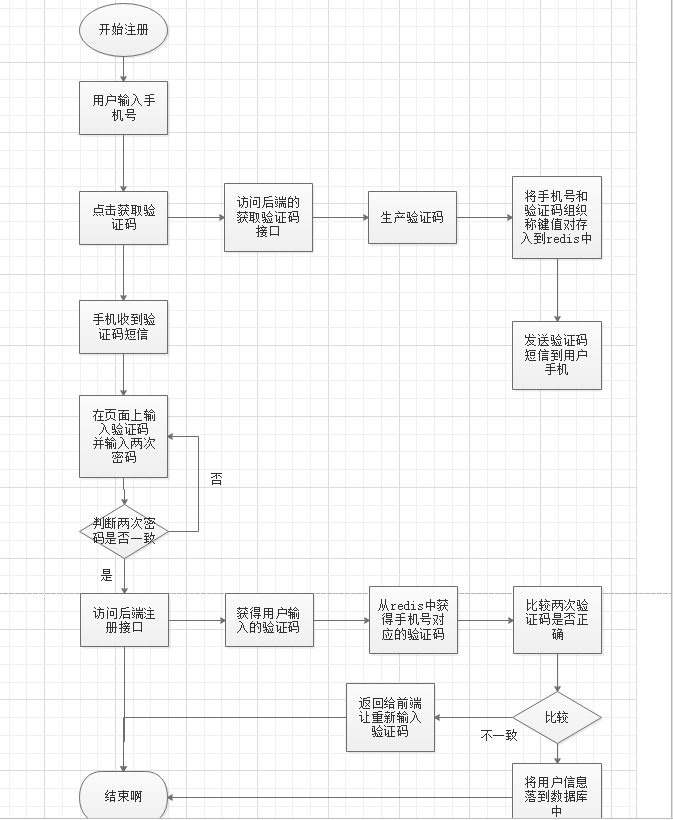 开始注册
用户输入手
机号
点击获取验
证码
访问后端的
获取验证码
接口
生产验证码
将手机号和
验证码组织
称键值对存
入到redis中
手机收到验
证码短信
发送验证码
短信到用户
手机
在页面上输
入验证码
并输入两次
密码
否
判断两次密
码是否一致
是
访问后端注
册接口
获得用户输
入的验证码
从redis中获
得手机号对
应的验证码
比较两次验
证码是否正
确
返回给前端
让重新输入
验证码
比较
不一致
结束啊
将用户信息
落到数据库
中